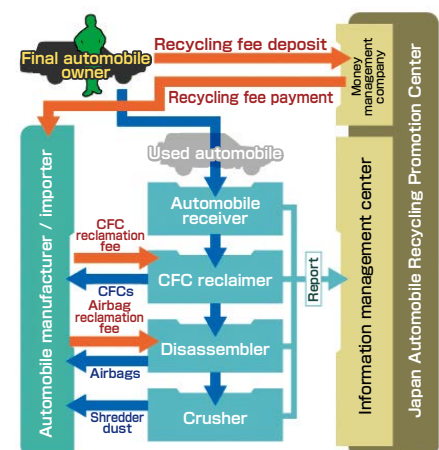 Final automobile
owner
Recycling fee deposit
Money
management
company
Recycling fee payment
Japan Automobile Recycling Promotion Center
Used automobile
Automobile manufacturer / importer
Automobile
receiver
CFC
reclamation
fee
CFC reclaimer
CFCs
Report
Information management center
Airbag
reclamation
fee
Disassembler
Airbags
Crusher
Shredder
dust